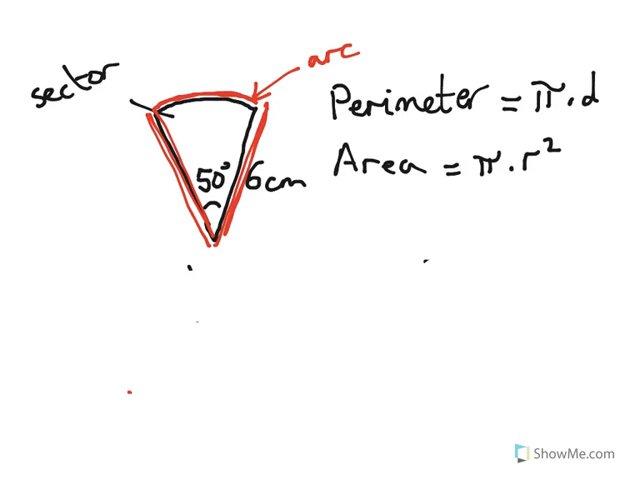 sector
arc
Perimeter = π.d
Area = π.r²
50° 6cm
ShowMe.com